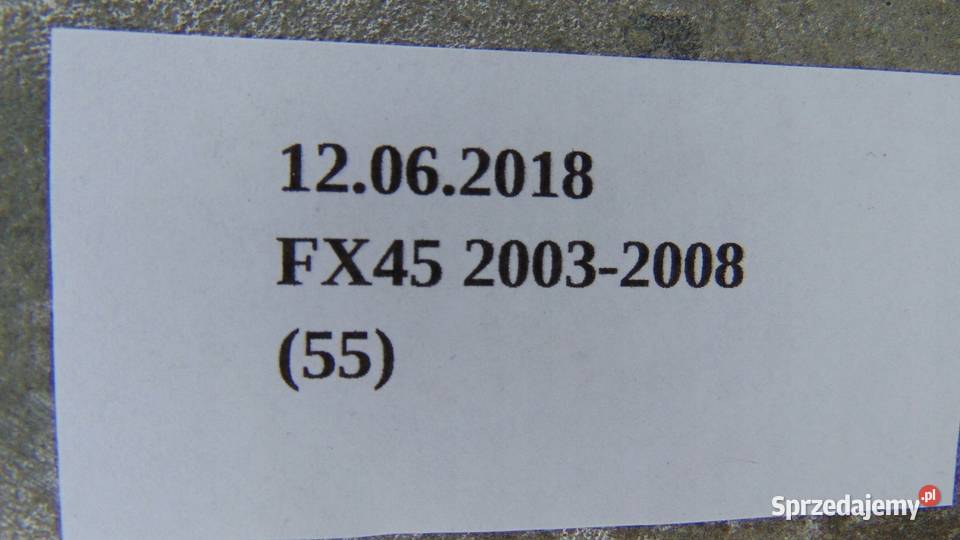 12.06.2018
FX45 2003-2008
(55)
Sprzedajemy.pl